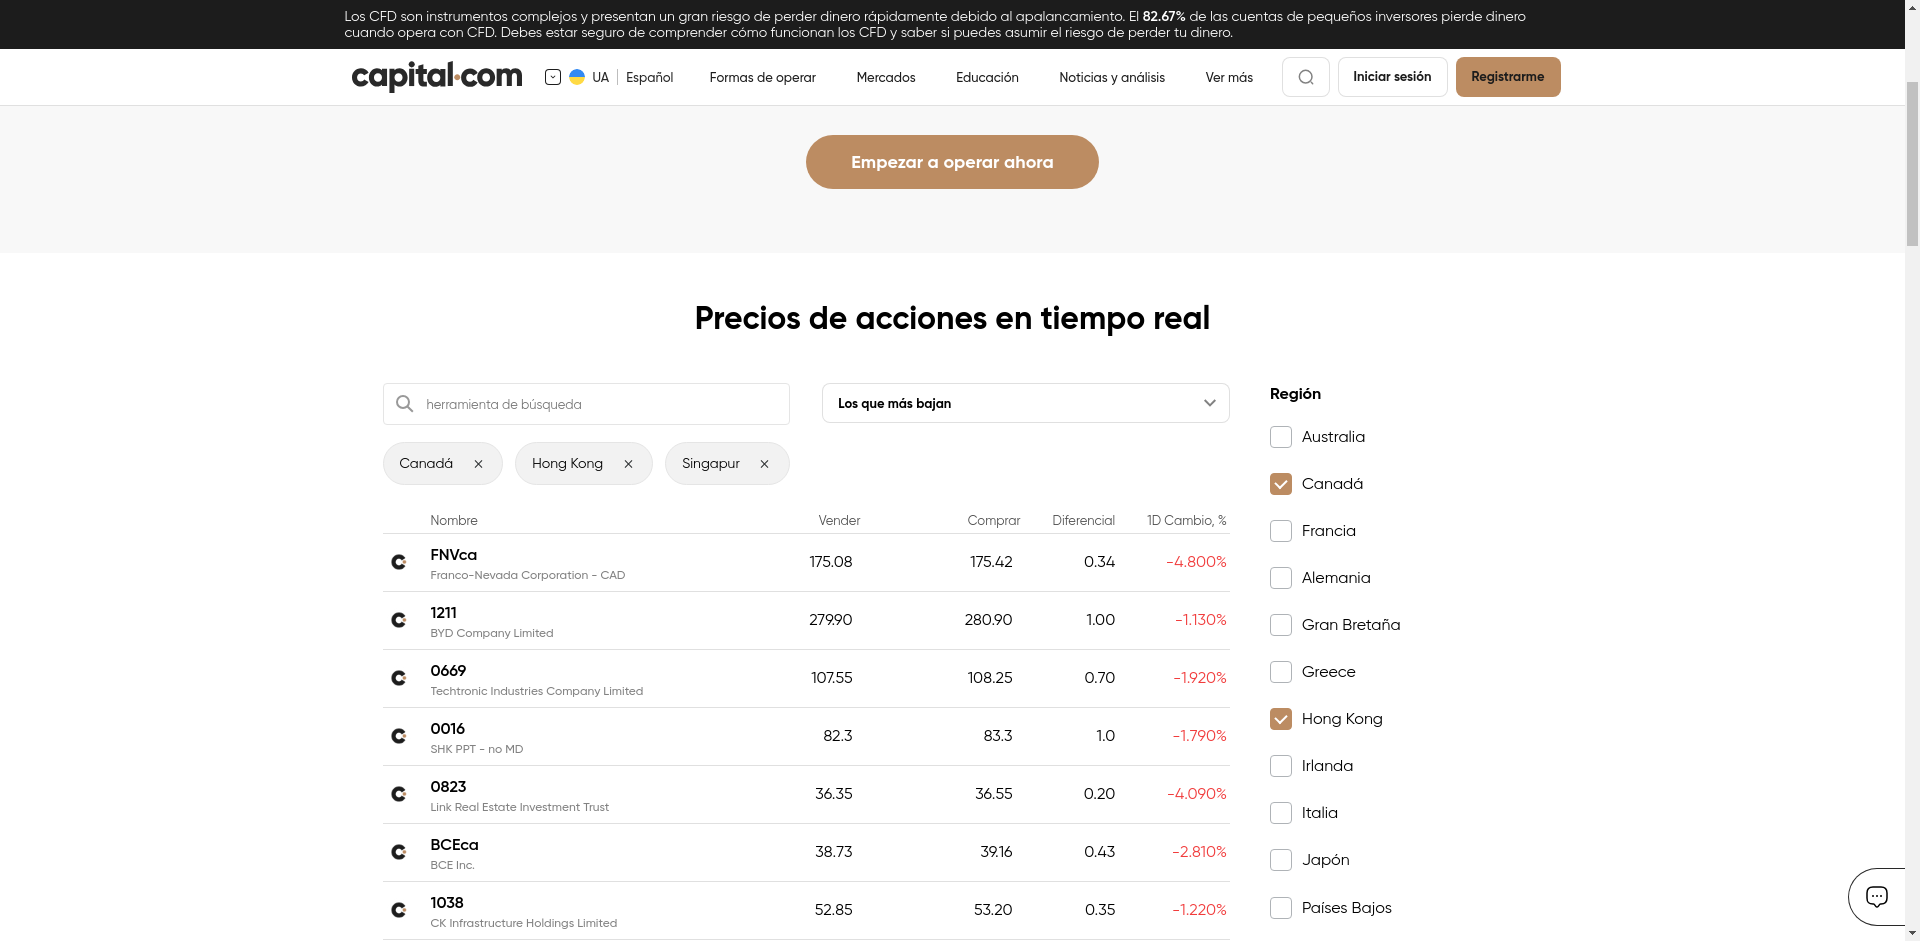 Los CFD son instrumentos complejos y presentan un gran riesgo de perder dinero rápidamente debido al apalancamiento. El 82.67% de las cuentas de pequeños inversores pierde dinero
cuando opera con CFD. Debes estar seguro de comprender cómo funcionan los CFD y saber si puedes asumir el riesgo de perder tu dinero.
capital.com UA Español Formas de operar Mercados Educación Noticias y análisis Ver más Iniciar sesión Registrarme
Empezar a operar ahora
Precios de acciones en tiempo real
herramienta de búsqueda
Los que más bajan
Canadá Hong Kong Singapur
Nombre Vender Comprar Diferencial 1D Cambio, %
FNVca 175.08 175.42 0.34 -4.800%
Franco-Nevada Corporation - CAD
1211 279.90 280.90 1.00 -1.130%
BYD Company Limited
0669 107.55 108.25 0.70 -1.920%
Techtronic Industries Company Limited
0016 82.3 83.3 1.0 -1.790%
SHK PPT - no MD
0823 36.35 36.55 0.20 -4.090%
Link Real Estate Investment Trust
BCEca 38.73 39.16 0.43 -2.810%
BCE Inc.
1038 52.85 53.20 0.35 -1.220%
CK Infrastructure Holdings Limited
Región
Australia
Canadá
Francia
Alemania
Gran Bretaña
Greece
Hong Kong
Irlanda
Italia
Japón
Países Bajos